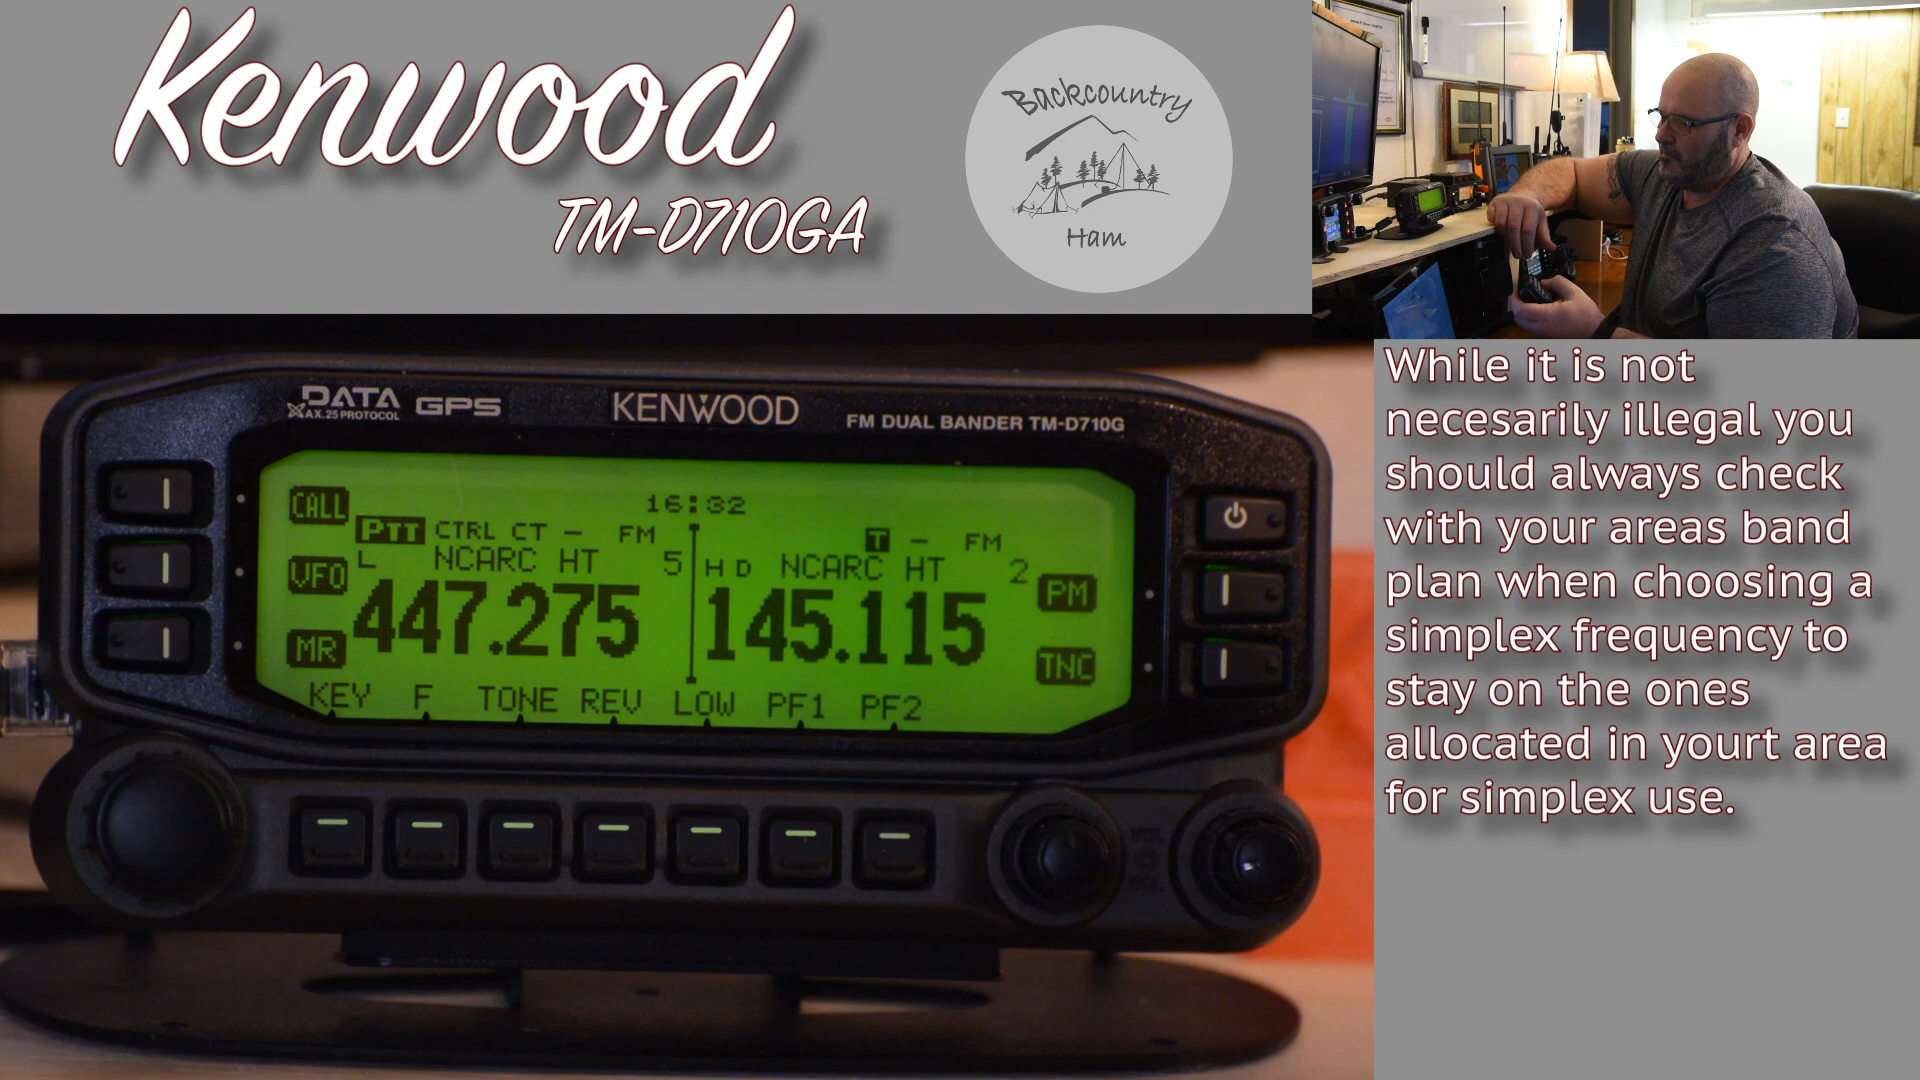 Kenwood
TM-D710GA
Backcountry
Ham
While it is not
necesarily illegal you
should always check
with your areas band
plan when choosing a
simplex frequency to
stay on the ones
allocated in yourt area
for simplex use.
DATA GPS
AX.25 PROTOCOL
KENWOOD
FM DUAL BANDER TM-D710G
16:32
CALL
PTT CTRL CT - FM
T - FM
L NCARC HT 5
H D NCARC HT 2
VFO
447.275
145.115
PM
MR
TNC
KEY F TONE REV LOW PF1 PF2